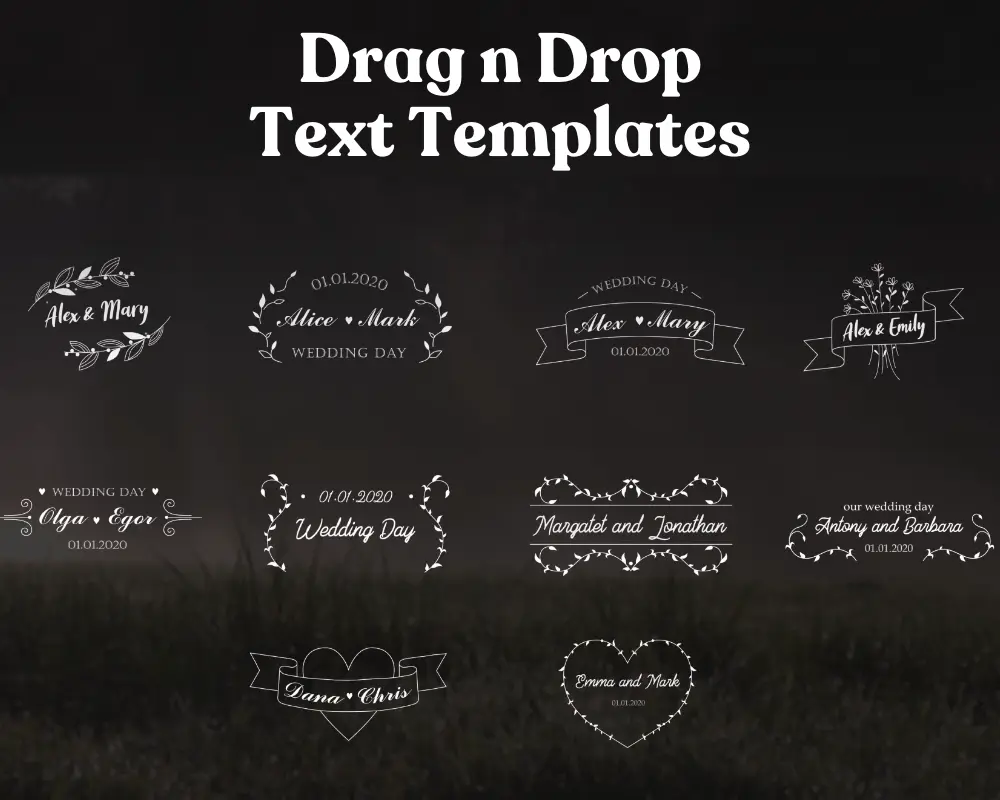 Drag n Drop
Text Templates
Alex & Mary
01.01.2020
Alice ♥ Mark
WEDDING DAY
WEDDING DAY
Alex ♥ Mary
01.01.2020
Alex & Emily
♥ WEDDING DAY ♥
Olga ♥ Egor
01.01.2020
• 01·01·2020 •
Wedding Day
Margatet and Jonathan
our wedding day
Antony and Barbara
01.01.2020
Dana ♥ Chris
Emma and Mark
01.01.2020